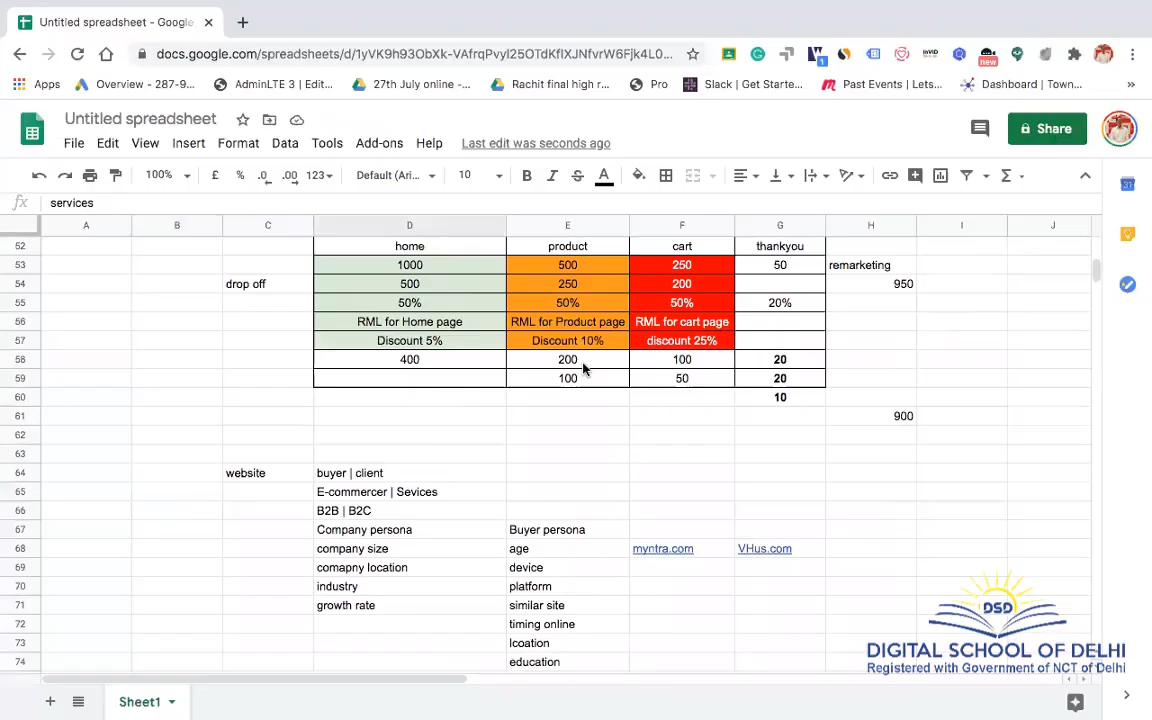 Untitled spreadsheet - Google
docs.google.com/spreadsheets/d/1yVK9h93ObXk-VAfrqPvyl25OTdKflXJNfvrW6Fjk4L0...
new
1
Apps
Overview - 287-9...
AdminLTE 3 | Edit...
27th July online -...
Rachit final high r...
Pro
Slack | Get Starte...
Past Events | Lets...
Dashboard | Town...
Untitled spreadsheet
Share
File Edit View Insert Format Data Tools Add-ons Help Last edit was seconds ago
100% £ % .0 .00 123 Default (Ari... 10 B I S A
31
fx services
A B C D E F G H I J
52 home product cart thankyou
53 1000 500 250 50 remarketing
54 drop off 500 250 200 950
55 50% 50% 50% 20%
56 RML for Home page RML for Product page RML for cart page
57 Discount 5% Discount 10% discount 25%
58 400 200 100 20
59 100 50 20
60 10
61 900
62
63
64 website buyer | client
65 E-commercer | Sevices
66 B2B | B2C
67 Company persona Buyer persona
68 company size age myntra.com VHus.com
69 comapny location device
70 industry platform
71 growth rate similar site
72 timing online
73 lcoation
74 education
DSD
DIGITAL SCHOOL OF DELHI
Registered with Government of NCT of Delhi
Sheet1